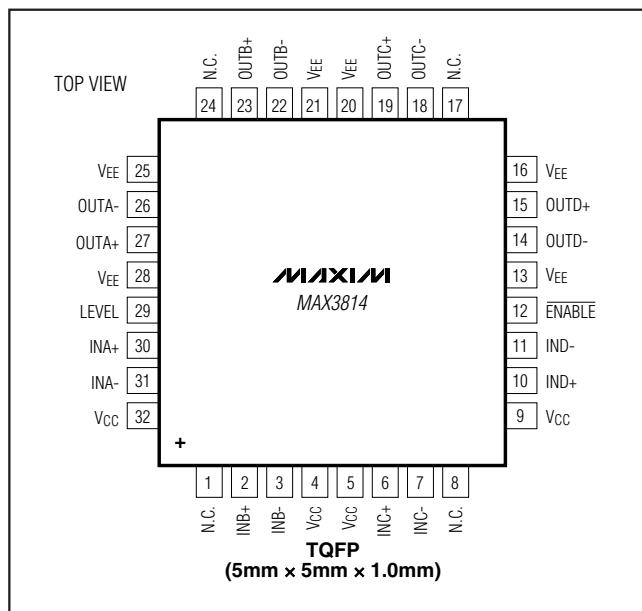 TOP VIEW
N.C.
OUTB+
OUTB-
VEE
VEE
OUTC+
OUTC-
N.C.
24 23 22 21 20 19 18 17
VEE 25
OUTA- 26
OUTA+ 27
VEE 28
LEVEL 29
INA+ 30
INA- 31
VCC 32
MAXIM
MAX3814
16 VEE
15 OUTD+
14 OUTD-
13 VEE
12 ENABLE
11 IND-
10 IND+
9 VCC
+
1 2 3 4 5 6 7 8
N.C.
INB+
INB-
VCC
VCC
INC+
INC-
N.C.
TQFP
(5mm × 5mm × 1.0mm)